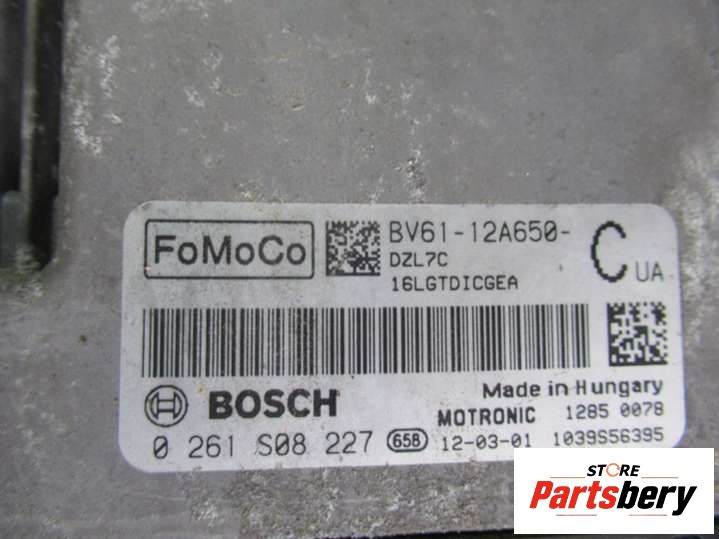 FoMoCo
BV61-12A650-
C UA
DZL7C
16LGTDICGEA
BOSCH
Made in Hungary
MOTRONIC 1285 0078
0 261 S08 227 658 12-03-01 1039S56395
STORE
Partsbery